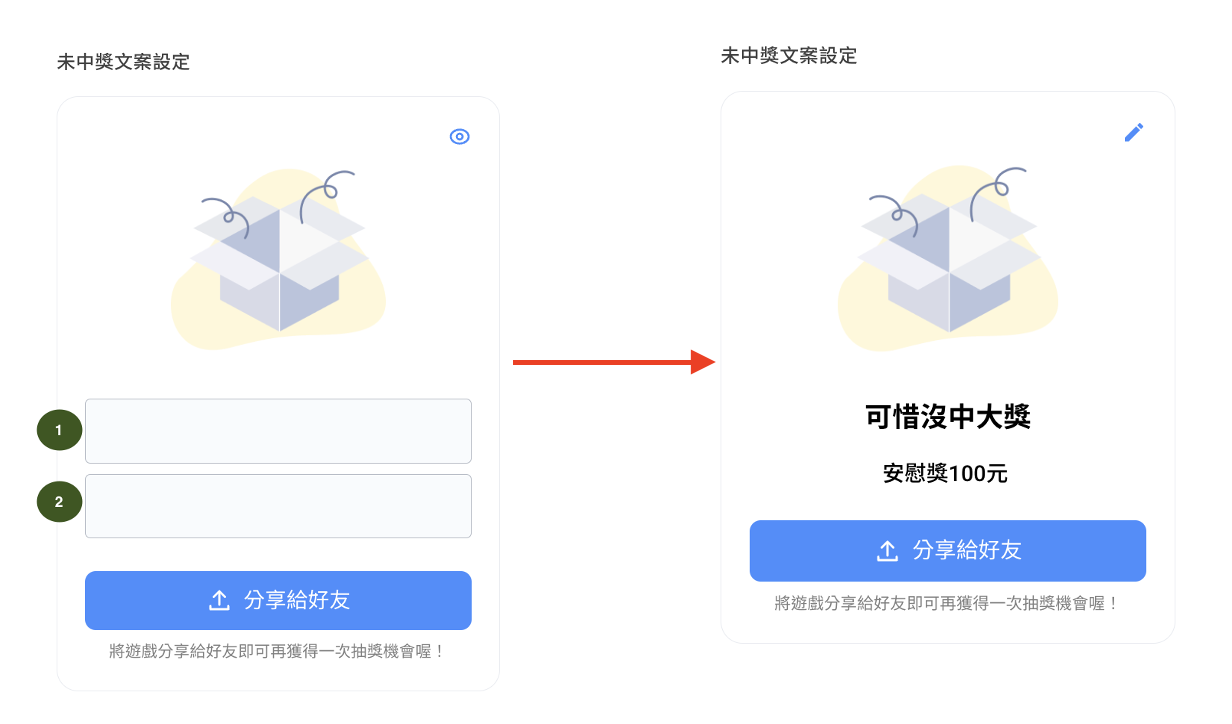 未中獎文案設定
1
2
分享給好友
將遊戲分享給好友即可再獲得一次抽獎機會喔！
未中獎文案設定
可惜沒中大獎
安慰獎100元
分享給好友
將遊戲分享給好友即可再獲得一次抽獎機會喔！